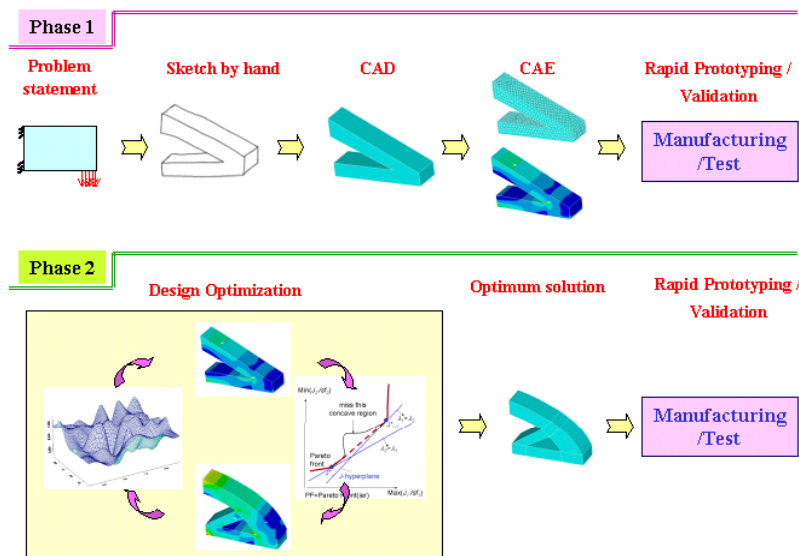 Phase 1
Problem
statement
Sketch by hand
CAD
CAE
Rapid Prototyping /
Validation
Manufacturing
/Test
Phase 2
Design Optimization
Optimum solution
Rapid Prototyping /
Validation
miss this
concave region
Pareto
front
J-hyperplane
Manufacturing
/Test